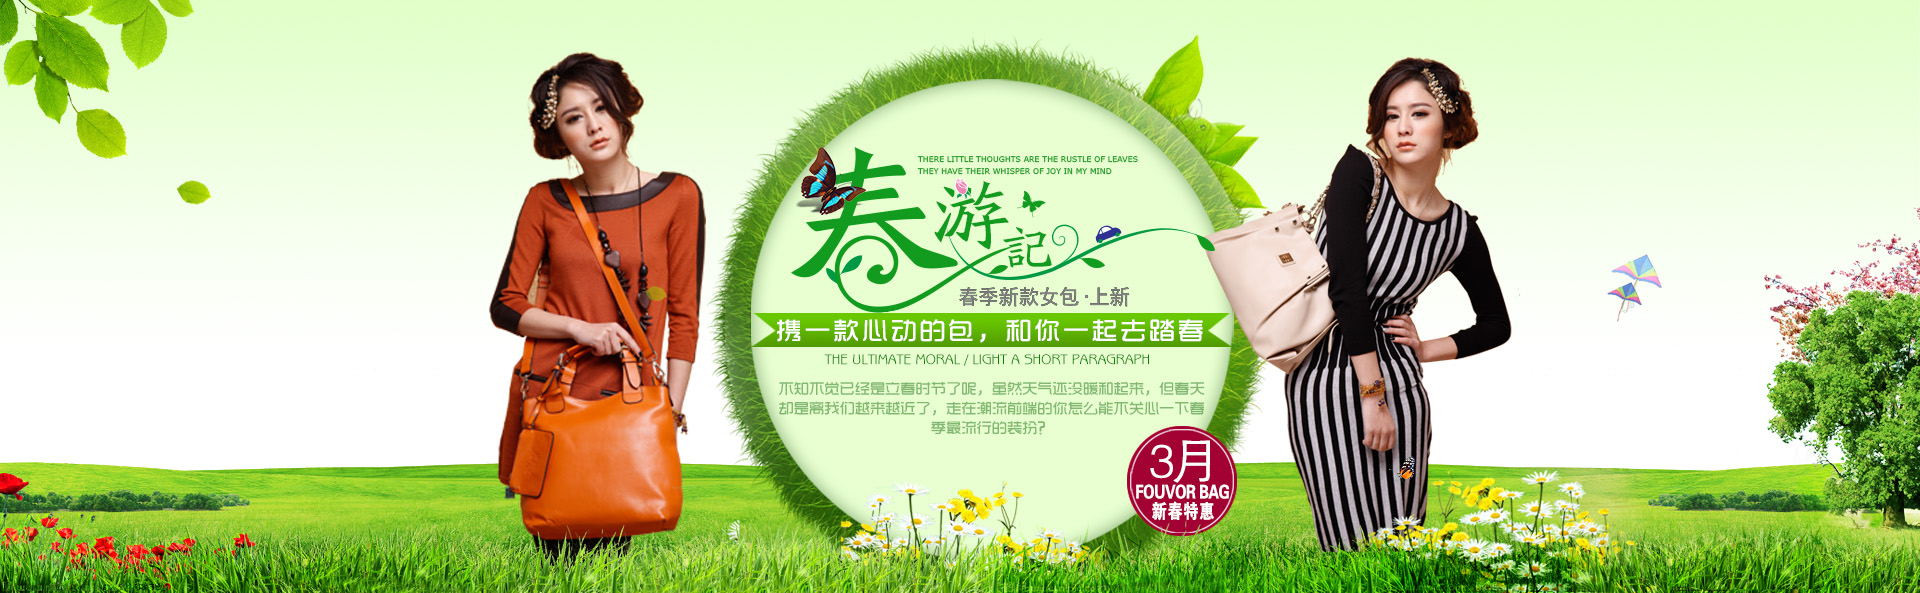 THERE LITTLE THOUGHTS ARE THE RUSTLE OF LEAVES
THEY HAVE THEIR WHISPER OF JOY IN MY MIND
春游記
春季新款女包·上新
携一款心动的包，和你一起去踏春
THE ULTIMATE MORAL / LIGHT A SHORT PARAGRAPH
不知不觉已经是立春时节了呢，虽然天气还没暖和起来，但春天
却是离我们越来越近了，走在潮流前端的你怎么能不关心一下春
季最流行的装扮?
3月
FOUVOR BAG
新春特惠